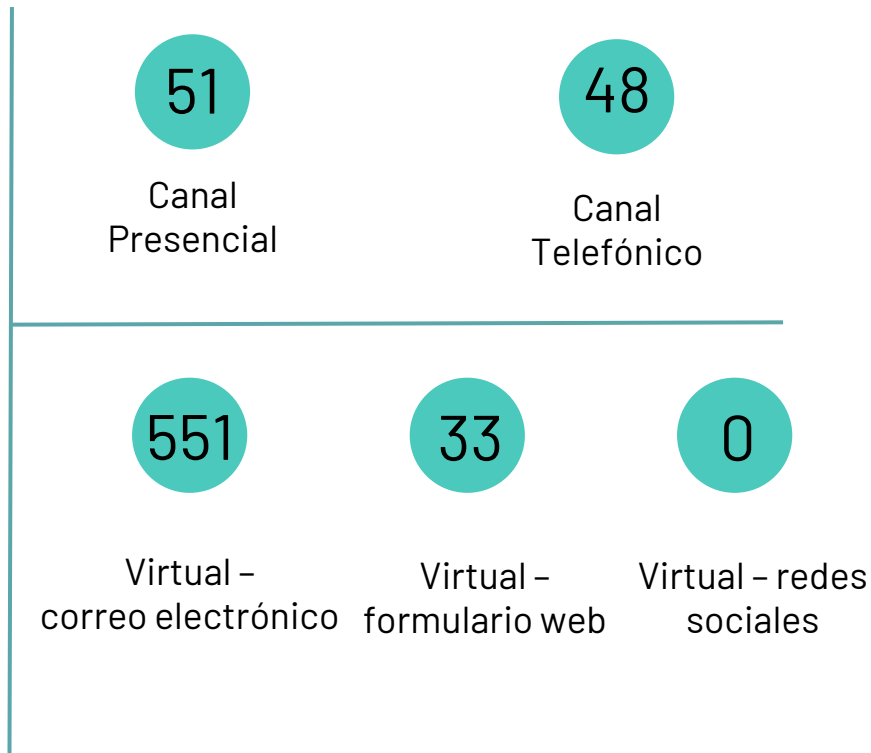 51
Canal
Presencial
48
Canal
Telefónico
551
Virtual –
correo electrónico
33
Virtual –
formulario web
0
Virtual – redes
sociales